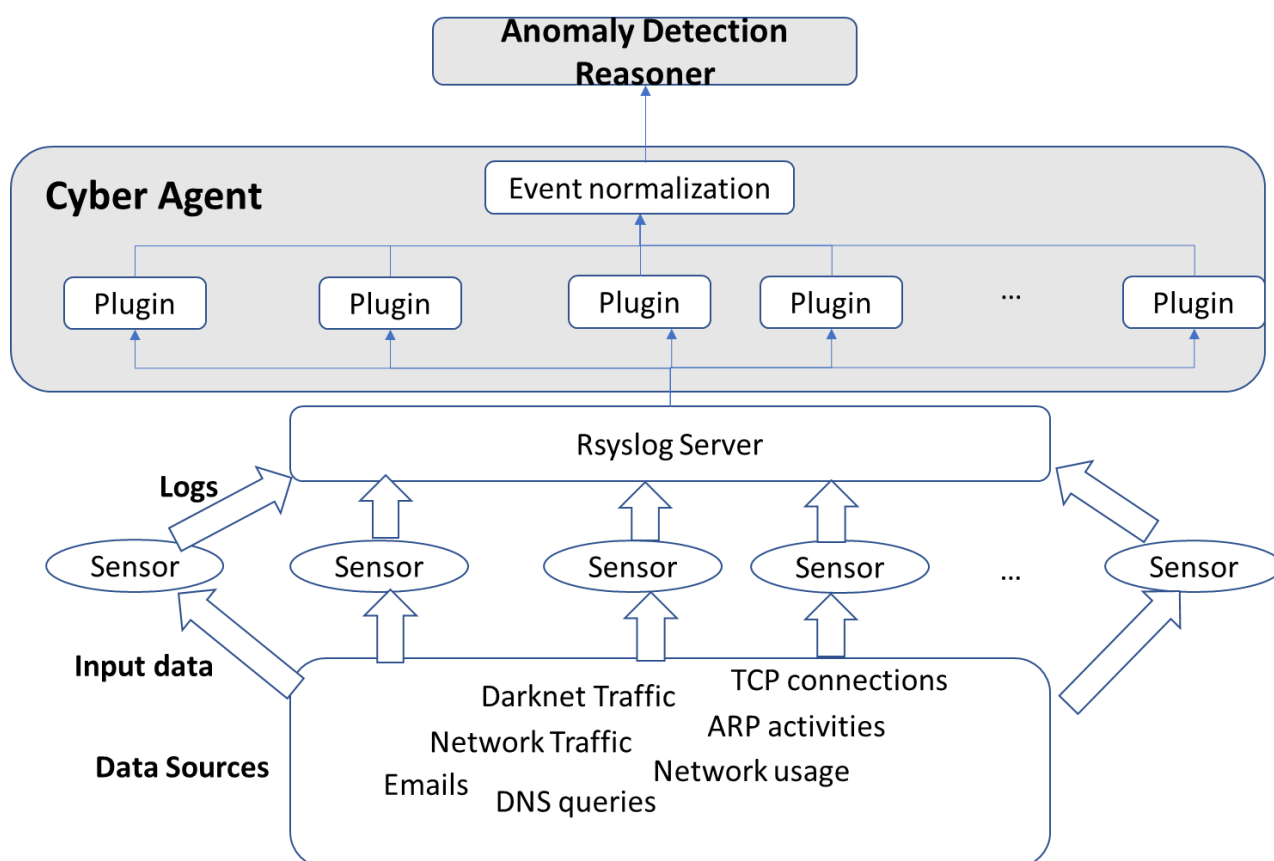 Anomaly Detection
Reasoner
Cyber Agent
Event normalization
Plugin
Plugin
Plugin
Plugin
...
Plugin
Rsyslog Server
Logs
Sensor
Sensor
Sensor
Sensor
...
Sensor
Input data
TCP connections
Darknet Traffic
ARP activities
Network Traffic
Data Sources
Network usage
Emails
DNS queries